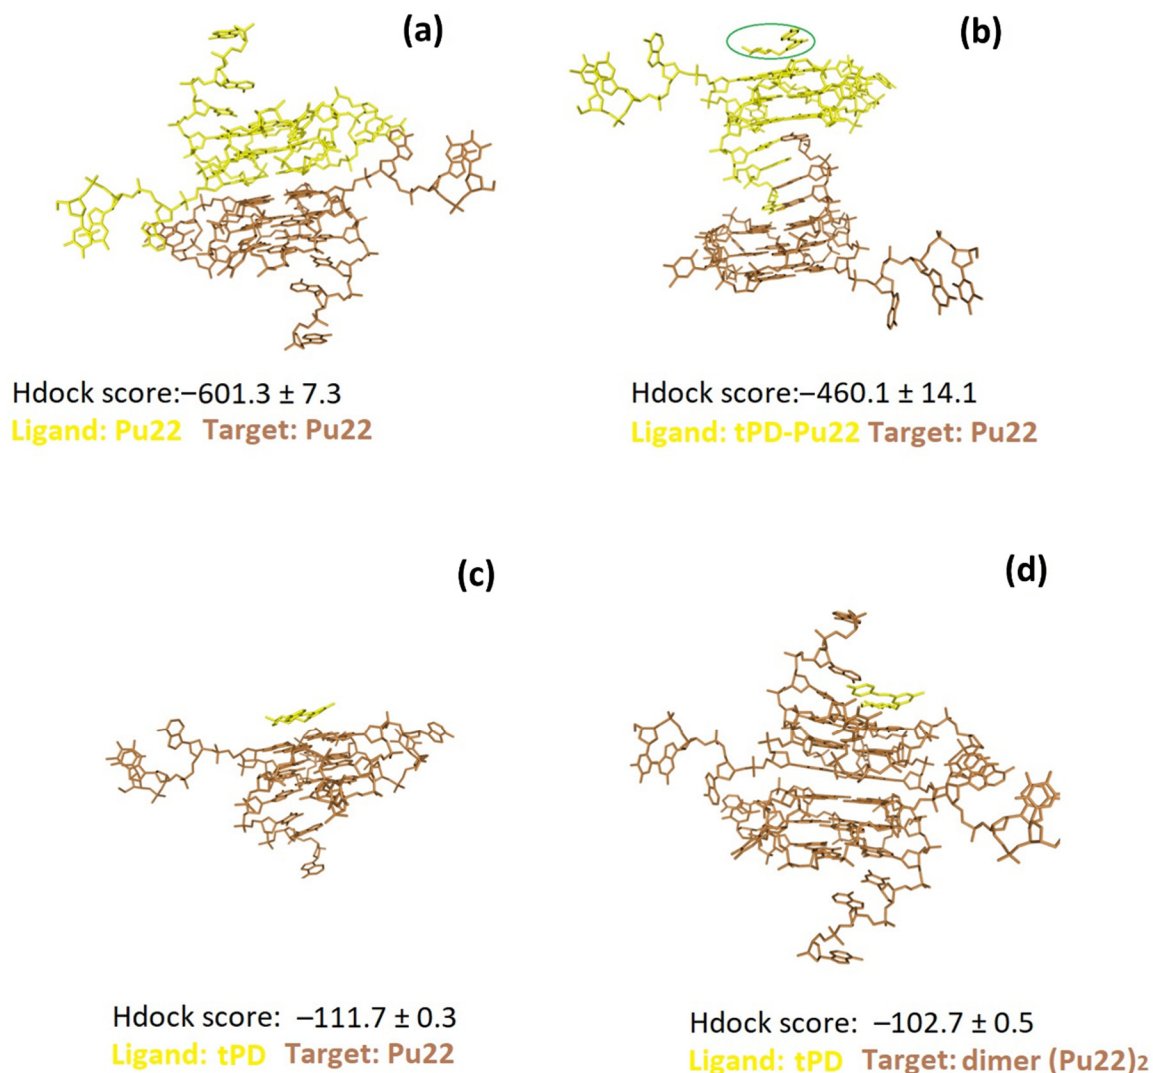 (a)
(b)
Hdock score:−601.3 ± 7.3
Ligand: Pu22 Target: Pu22
Hdock score:−460.1 ± 14.1
Ligand: tPD-Pu22 Target: Pu22
(c)
(d)
Hdock score: −111.7 ± 0.3
Ligand: tPD Target: Pu22
Hdock score: −102.7 ± 0.5
Ligand: tPD Target: dimer (Pu22)₂